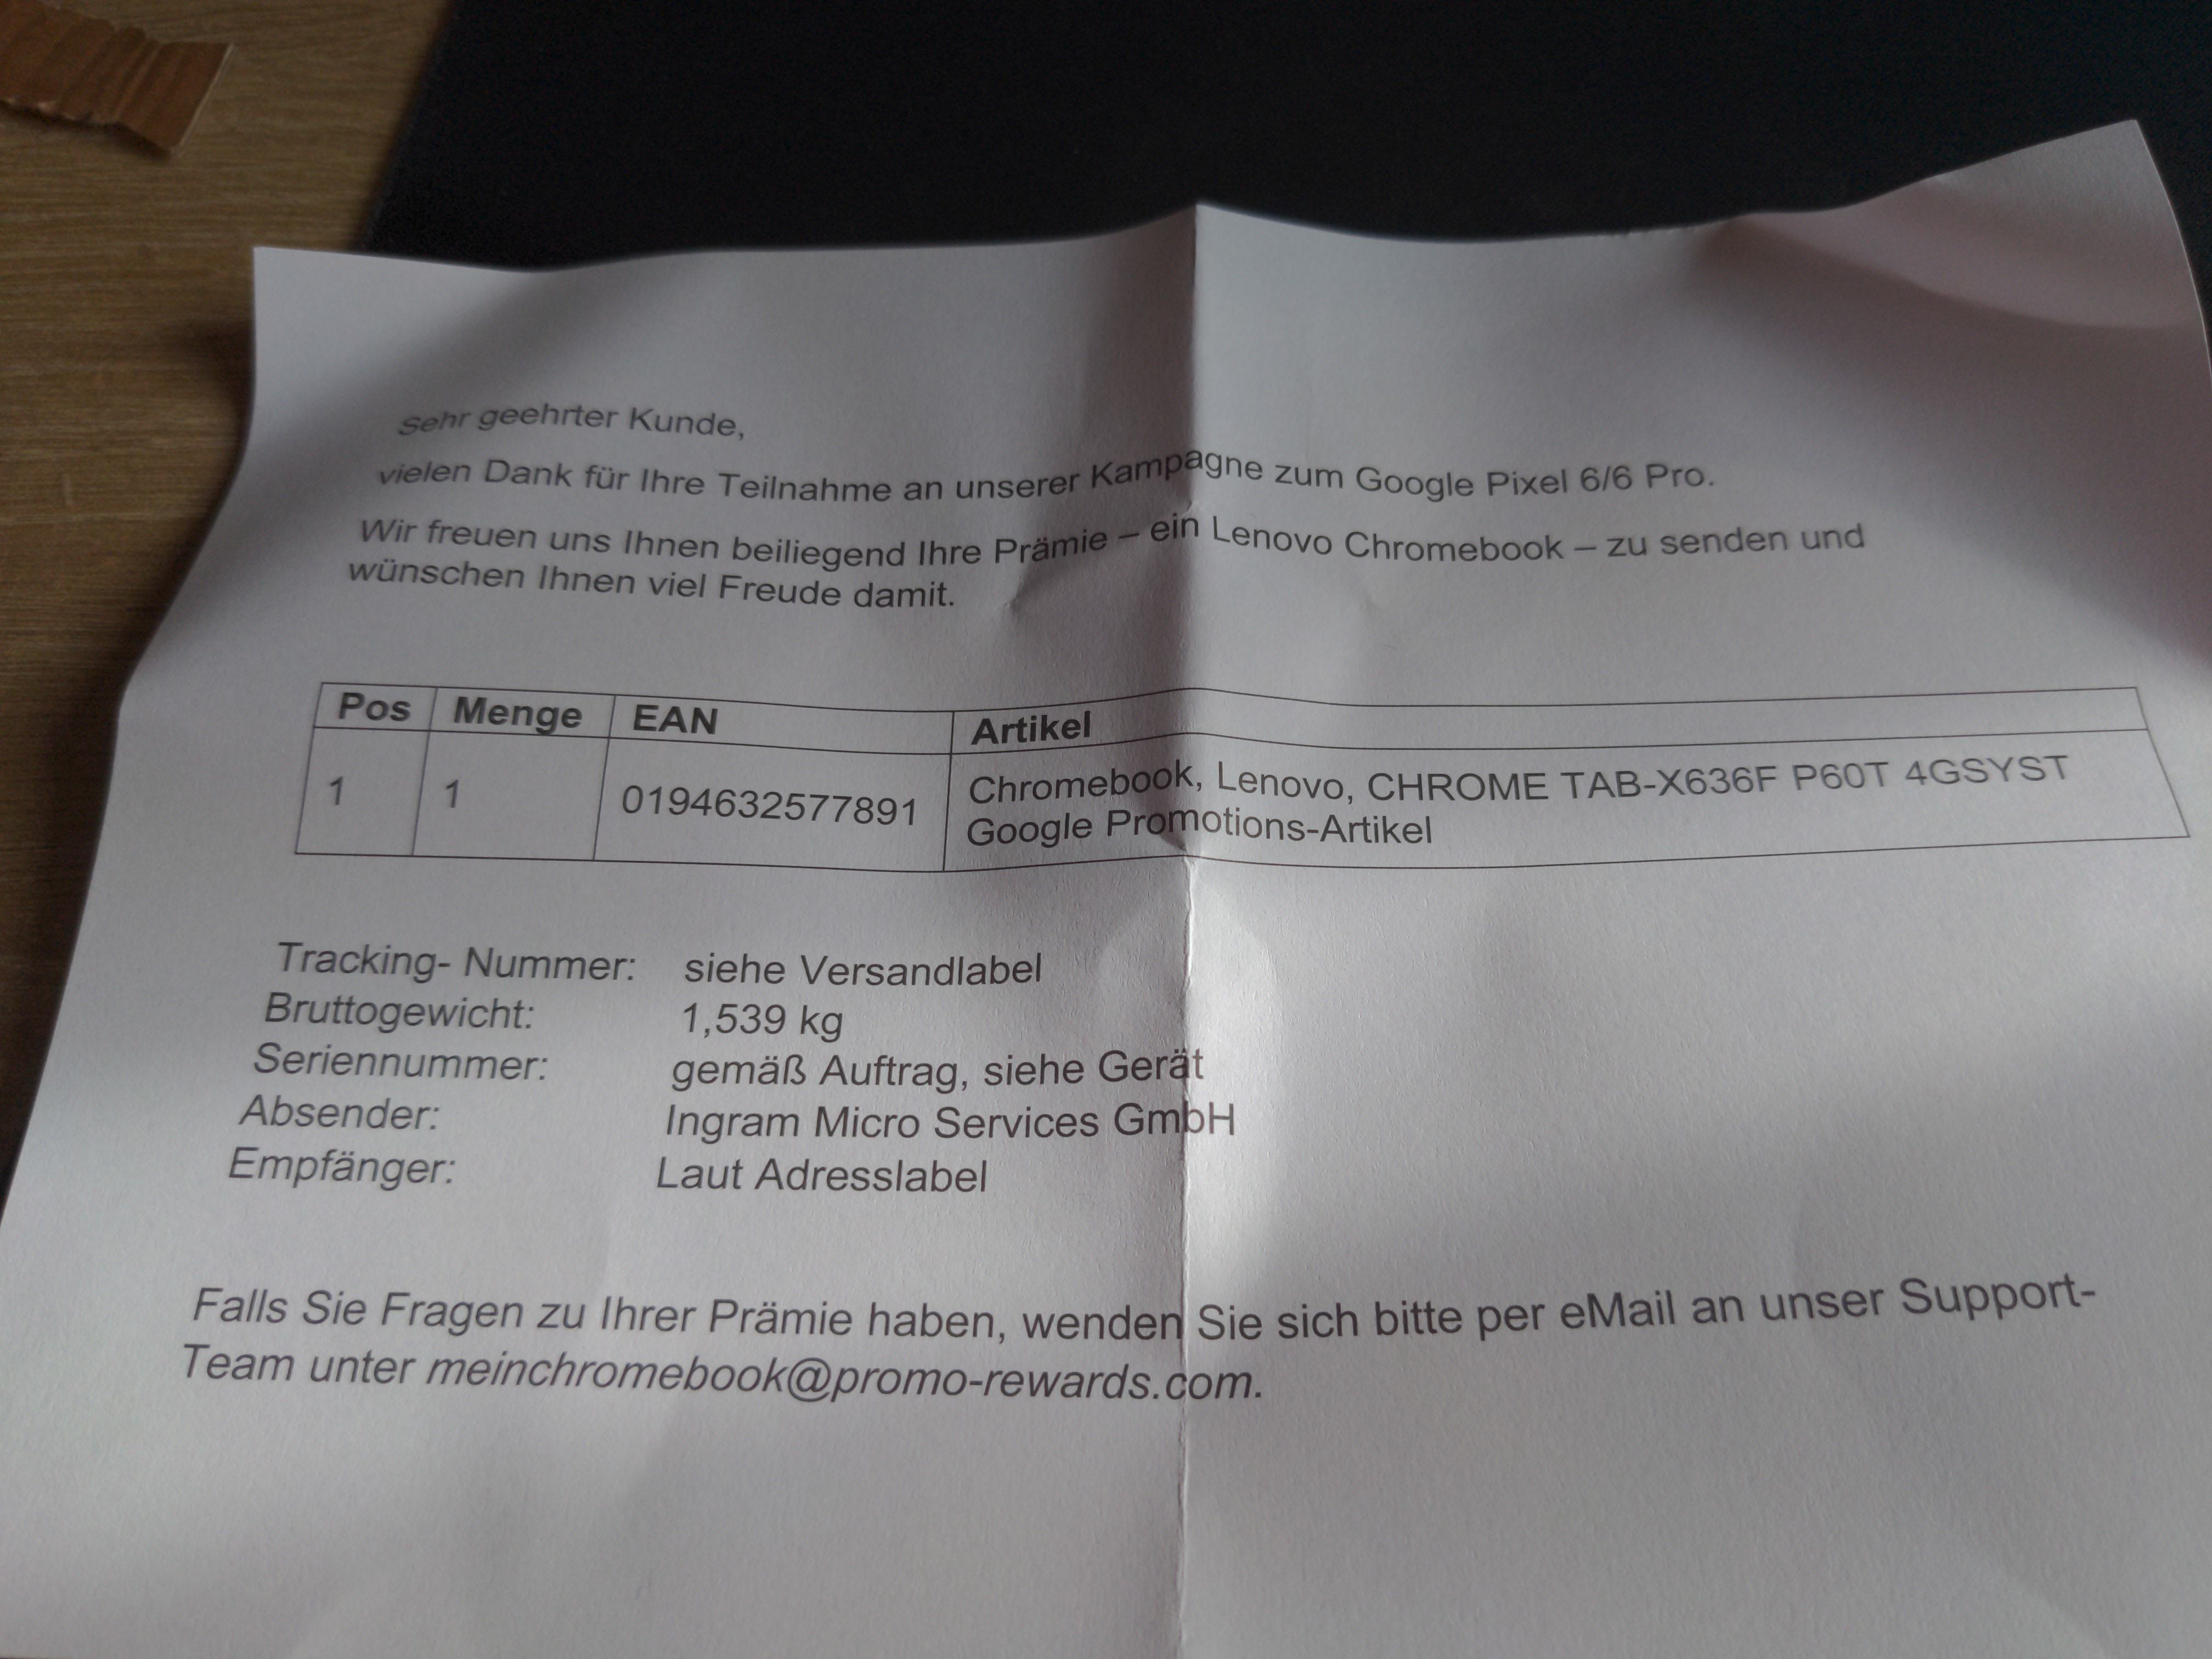 Sehr geehrter Kunde,
vielen Dank für Ihre Teilnahme an unserer Kampagne zum Google Pixel 6/6 Pro.
Wir freuen uns Ihnen beiliegend Ihre Prämie – ein Lenovo Chromebook – zu senden und
wünschen Ihnen viel Freude damit.
Pos Menge EAN Artikel
1 1 0194632577891 Chromebook, Lenovo, CHROME TAB-X636F P60T 4GSYST
Google Promotions-Artikel
Tracking- Nummer: siehe Versandlabel
Bruttogewicht: 1,539 kg
Seriennummer: gemäß Auftrag, siehe Gerät
Absender: Ingram Micro Services GmbH
Empfänger: Laut Adresslabel
Falls Sie Fragen zu Ihrer Prämie haben, wenden Sie sich bitte per eMail an unser Support-
Team unter meinchromebook@promo-rewards.com.